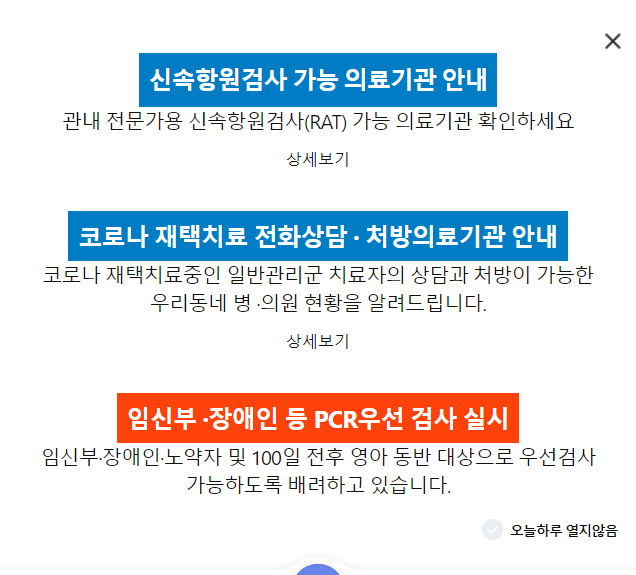 신속항원검사 가능 의료기관 안내
관내 전문가용 신속항원검사(RAT) 가능 의료기관 확인하세요
상세보기
코로나 재택치료 전화상담 · 처방의료기관 안내
코로나 재택치료중인 일반관리군 치료자의 상담과 처방이 가능한
우리동네 병 ·의원 현황을 알려드립니다.
상세보기
임신부 ·장애인 등 PCR우선 검사 실시
임신부·장애인·노약자 및 100일 전후 영아 동반 대상으로 우선검사
가능하도록 배려하고 있습니다.
오늘하루 열지않음